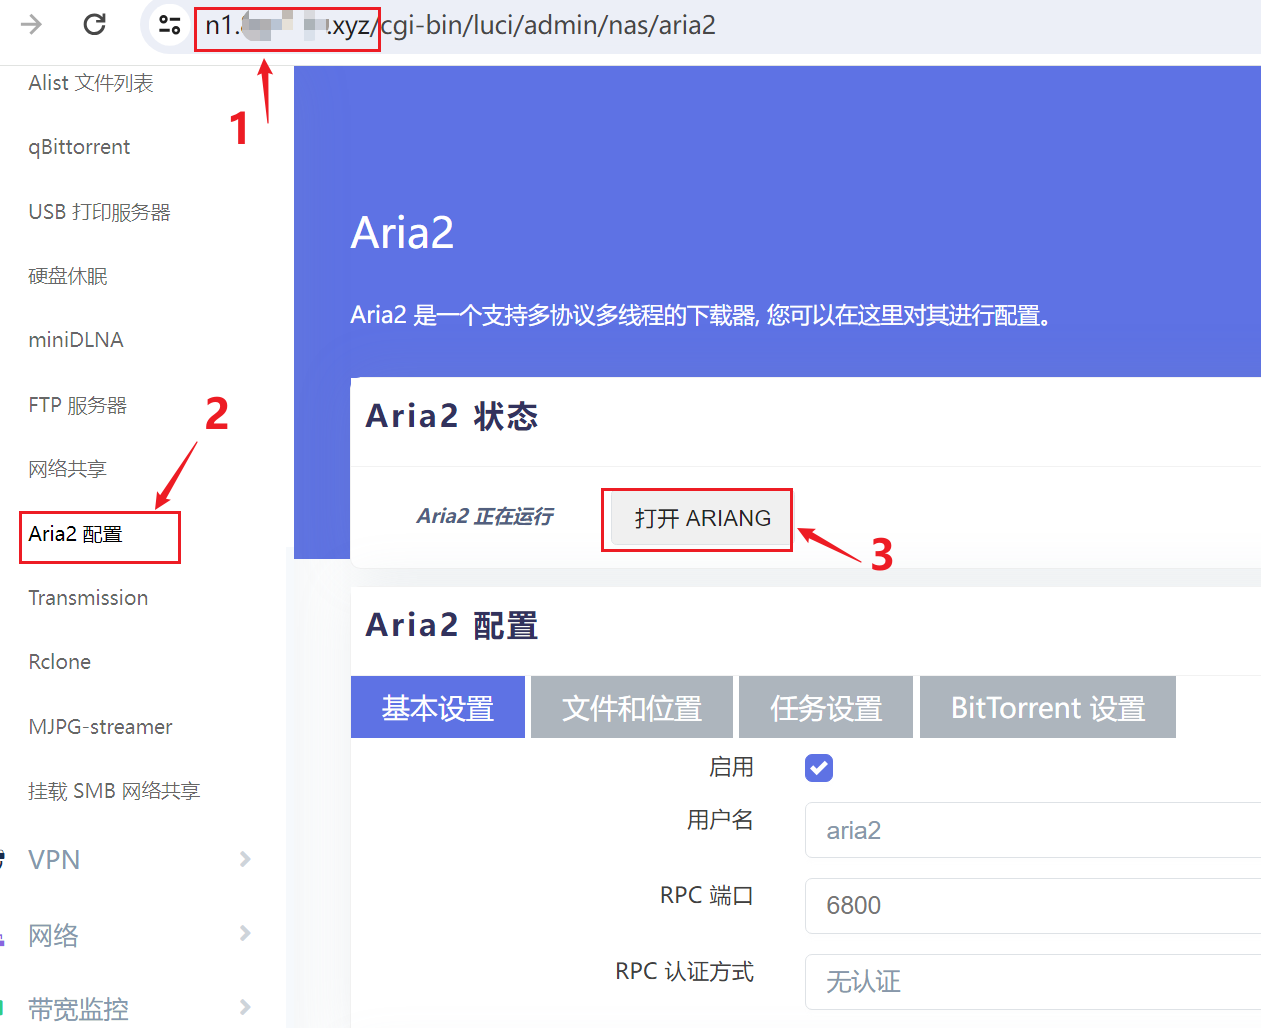 n1. .xyz/cgi-bin/luci/admin/nas/aria2
1
Alist 文件列表
qBittorrent
USB 打印服务器
硬盘休眠
miniDLNA
FTP 服务器
2
网络共享
Aria2 配置
Transmission
Rclone
MJPG-streamer
挂载 SMB 网络共享
VPN
网络
带宽监控
Aria2
Aria2 是一个支持多协议多线程的下载器, 您可以在这里对其进行配置。
Aria2 状态
Aria2 正在运行
打开 ARIANG
3
Aria2 配置
基本设置 文件和位置 任务设置 BitTorrent 设置
启用
用户名 aria2
RPC 端口 6800
RPC 认证方式 无认证